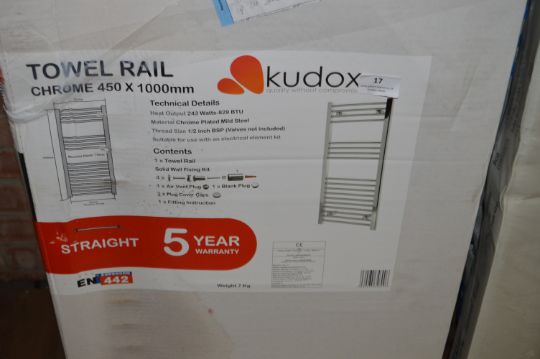 TOWEL RAIL
CHROME 450 X 1000mm
kudox
quality without compromise
17
Technical Details
Heat Output 243 Watts-829 BTU
Material Chrome Plated Mild Steel
Thread Size 1/2 inch BSP (Valves not included)
Suitable for use with an electrical element kit
Contents
1 x Towel Rail
Solid Wall Fixing Kit
1 x Air Vent Plug 1 x Blank Plug
2 x Plug Cover Caps
1 x Fitting Instruction
STRAIGHT
5 YEAR
WARRANTY
EN 442
Weight 7 Kg
CE